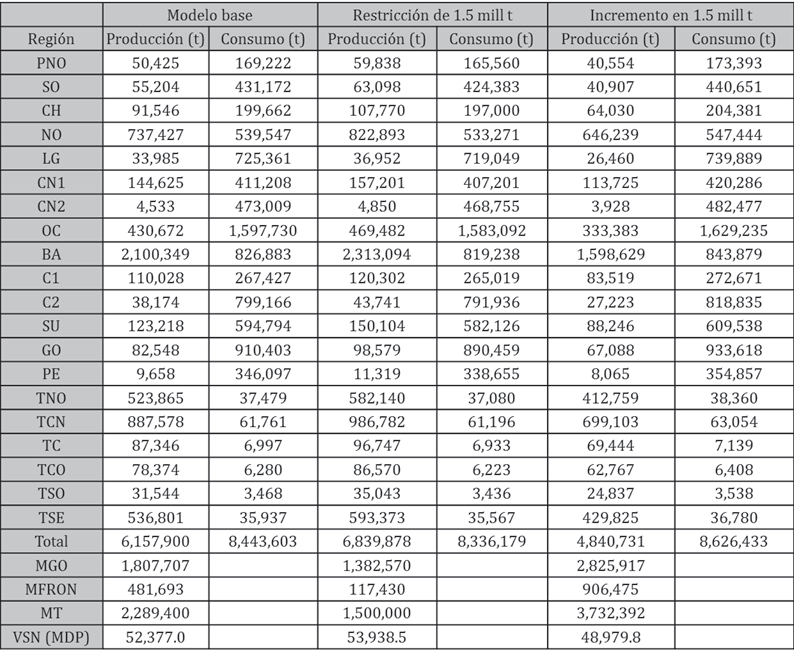 Modelo base Restricción de 1.5 mill t Incremento en 1.5 mill t
Región Producción (t) Consumo (t) Producción (t) Consumo (t) Producción (t) Consumo (t)
PNO 50,425 169,222 59,838 165,560 40,554 173,393
SO 55,204 431,172 63,098 424,383 40,907 440,651
CH 91,546 199,662 107,770 197,000 64,030 204,381
NO 737,427 539,547 822,893 533,271 646,239 547,444
LG 33,985 725,361 36,952 719,049 26,460 739,889
CN1 144,625 411,208 157,201 407,201 113,725 420,286
CN2 4,533 473,009 4,850 468,755 3,928 482,477
OC 430,672 1,597,730 469,482 1,583,092 333,383 1,629,235
BA 2,100,349 826,883 2,313,094 819,238 1,598,629 843,879
C1 110,028 267,427 120,302 265,019 83,519 272,671
C2 38,174 799,166 43,741 791,936 27,223 818,835
SU 123,218 594,794 150,104 582,126 88,246 609,538
GO 82,548 910,403 98,579 890,459 67,088 933,618
PE 9,658 346,097 11,319 338,655 8,065 354,857
TNO 523,865 37,479 582,140 37,080 412,759 38,360
TCN 887,578 61,761 986,782 61,196 699,103 63,054
TC 87,346 6,997 96,747 6,933 69,444 7,139
TCO 78,374 6,280 86,570 6,223 62,767 6,408
TSO 31,544 3,468 35,043 3,436 24,837 3,538
TSE 536,801 35,937 593,373 35,567 429,825 36,780
Total 6,157,900 8,443,603 6,839,878 8,336,179 4,840,731 8,626,433
MGO 1,807,707 1,382,570 2,825,917
MFRON 481,693 117,430 906,475
MT 2,289,400 1,500,000 3,732,392
VSN (MDP) 52,377.0 53,938.5 48,979.8